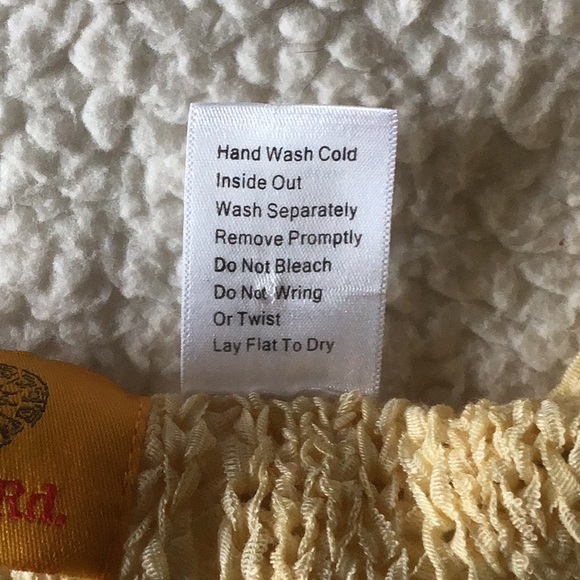 Hand Wash Cold
Inside Out
Wash Separately
Remove Promptly
Do Not Bleach
Do Not Wring
Or Twist
Lay Flat To Dry
Rd.